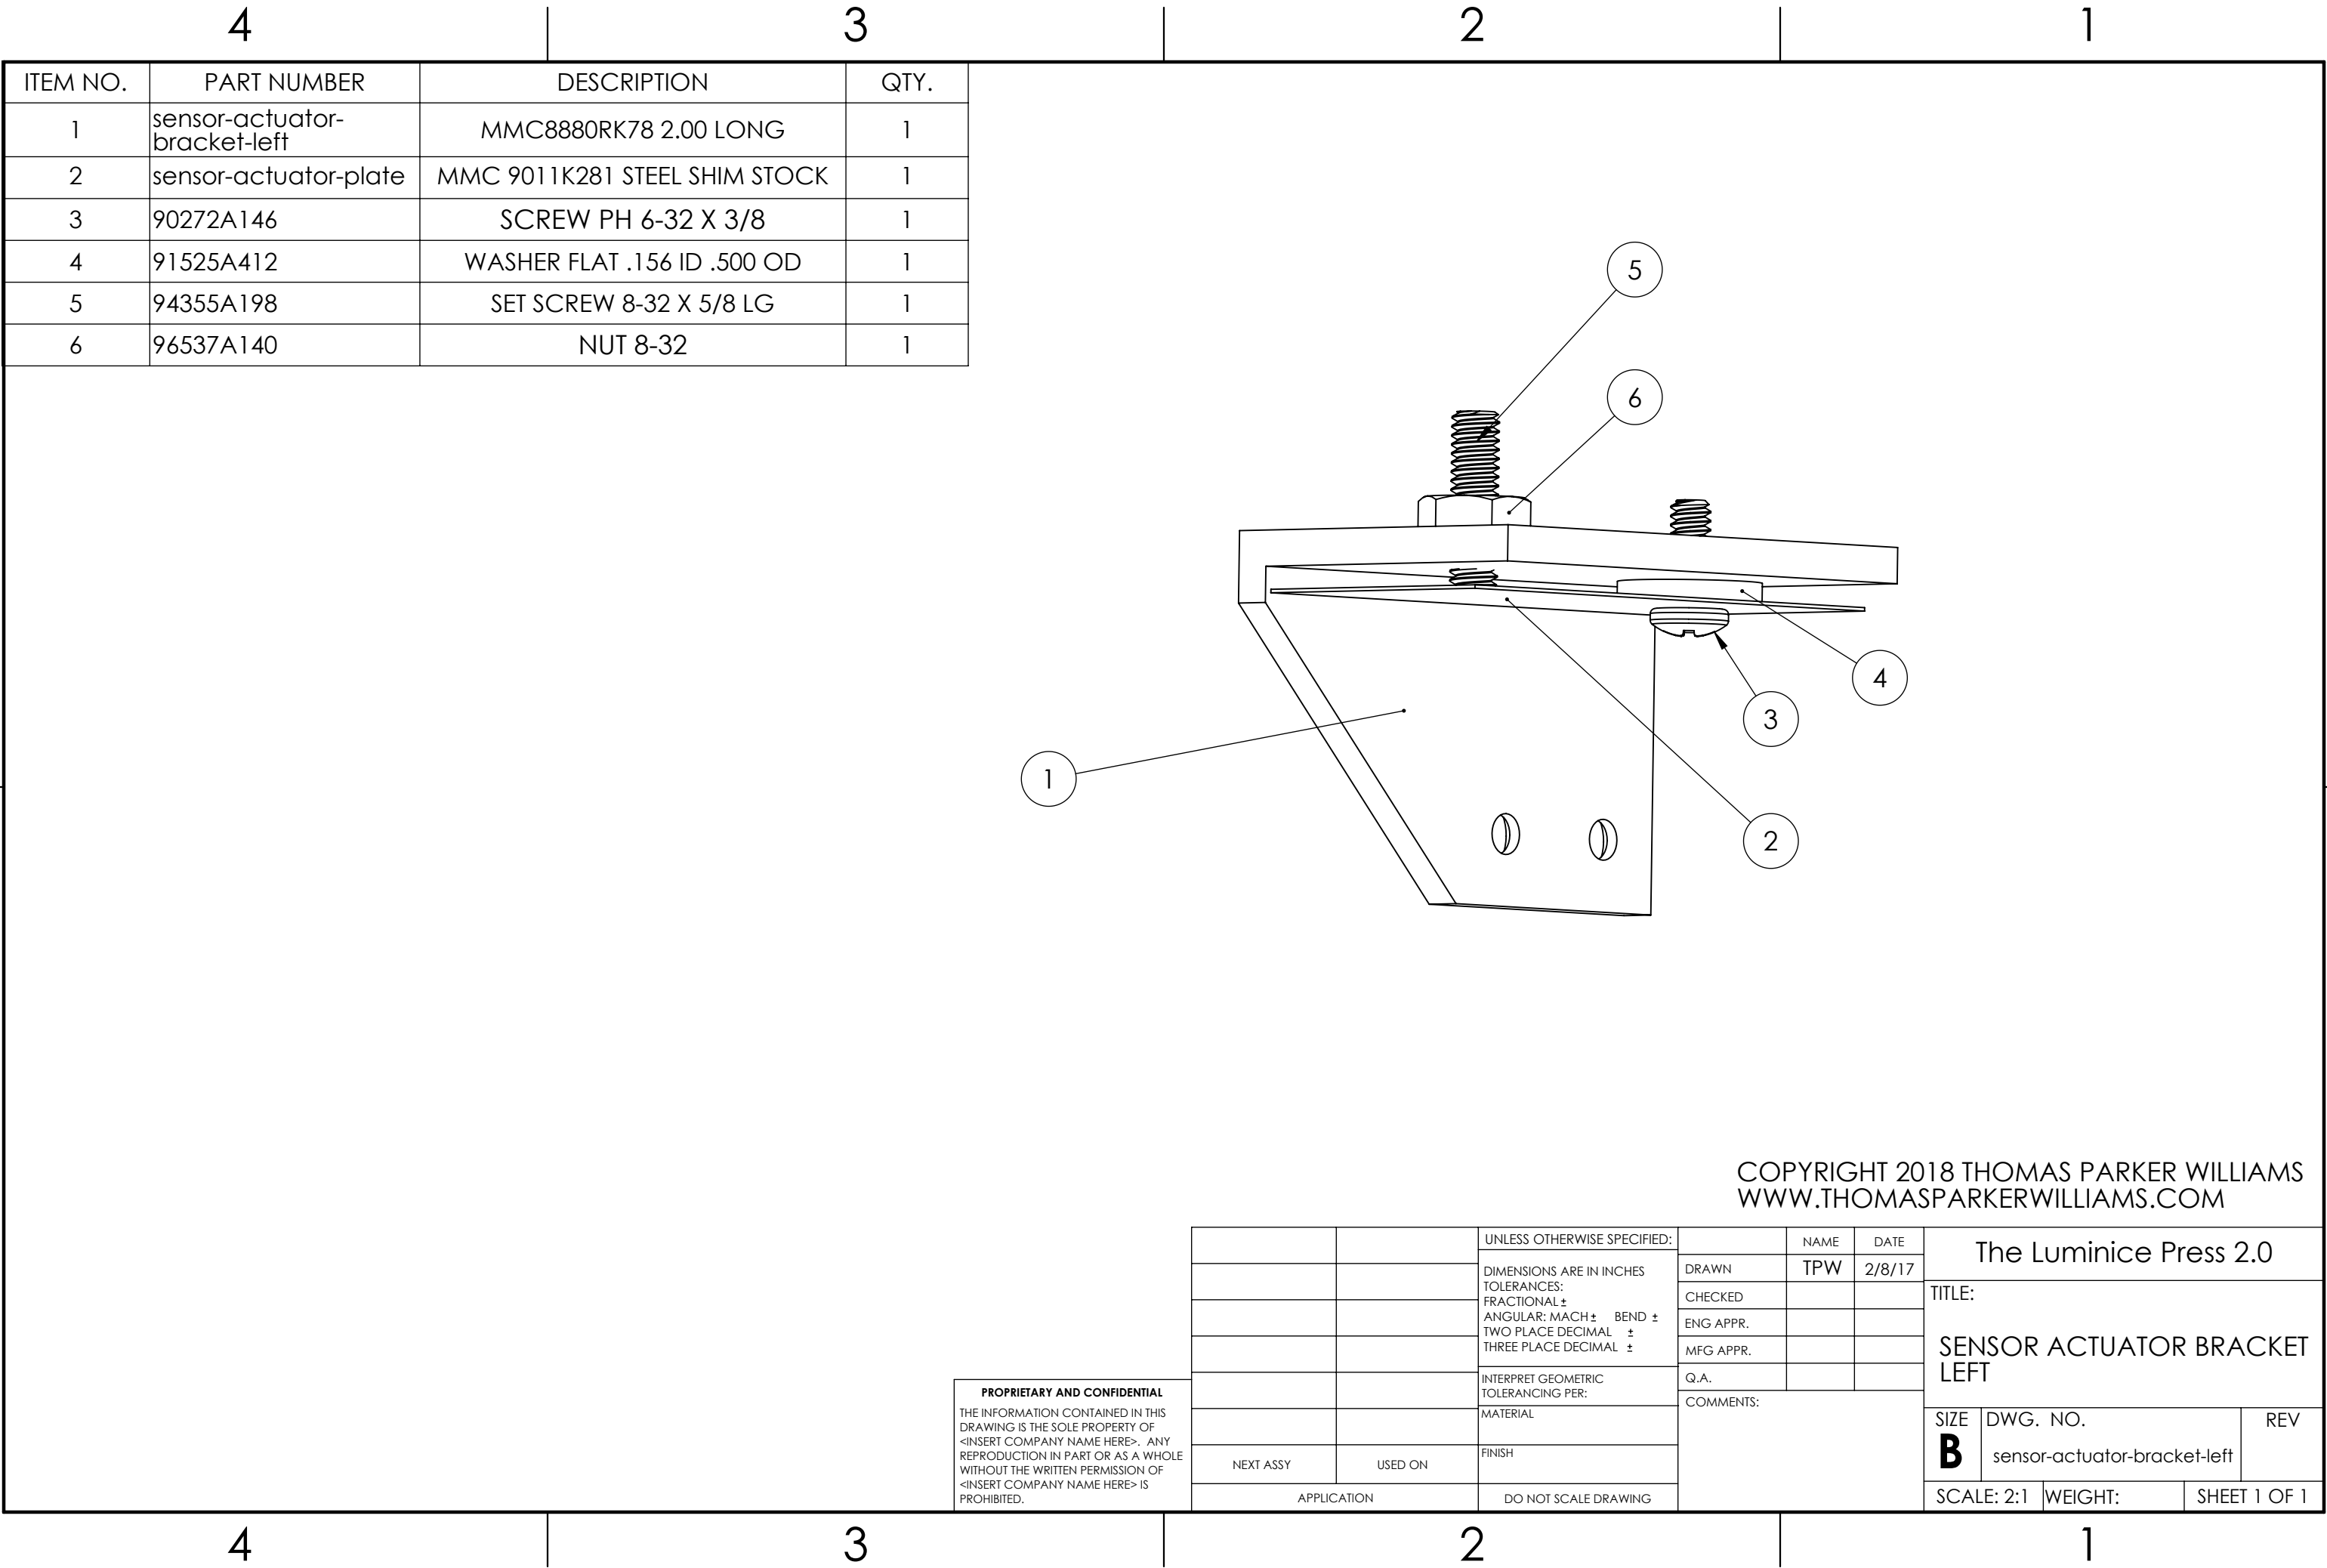 4 3 2 1
ITEM NO. PART NUMBER DESCRIPTION QTY.
1 sensor-actuator-bracket-left MMC8880RK78 2.00 LONG 1
2 sensor-actuator-plate MMC 9011K281 STEEL SHIM STOCK 1
3 90272A146 SCREW PH 6-32 X 3/8 1
4 91525A412 WASHER FLAT .156 ID .500 OD 1
5 94355A198 SET SCREW 8-32 X 5/8 LG 1
6 96537A140 NUT 8-32 1
5
6
4
3
1
2
COPYRIGHT 2018 THOMAS PARKER WILLIAMS
WWW.THOMASPARKERWILLIAMS.COM
PROPRIETARY AND CONFIDENTIAL
THE INFORMATION CONTAINED IN THIS
DRAWING IS THE SOLE PROPERTY OF
<INSERT COMPANY NAME HERE>. ANY
REPRODUCTION IN PART OR AS A WHOLE
WITHOUT THE WRITTEN PERMISSION OF
<INSERT COMPANY NAME HERE> IS
PROHIBITED.
NEXT ASSY USED ON
APPLICATION
UNLESS OTHERWISE SPECIFIED:
DIMENSIONS ARE IN INCHES
TOLERANCES:
FRACTIONAL ±
ANGULAR: MACH ± BEND ±
TWO PLACE DECIMAL ±
THREE PLACE DECIMAL ±
INTERPRET GEOMETRIC
TOLERANCING PER:
MATERIAL
FINISH
DO NOT SCALE DRAWING
NAME DATE
DRAWN TPW 2/8/17
CHECKED
ENG APPR.
MFG APPR.
Q.A.
COMMENTS:
The Luminice Press 2.0
TITLE:
SENSOR ACTUATOR BRACKET
LEFT
SIZE DWG. NO. REV
B sensor-actuator-bracket-left
SCALE: 2:1 WEIGHT: SHEET 1 OF 1
4 3 2 1